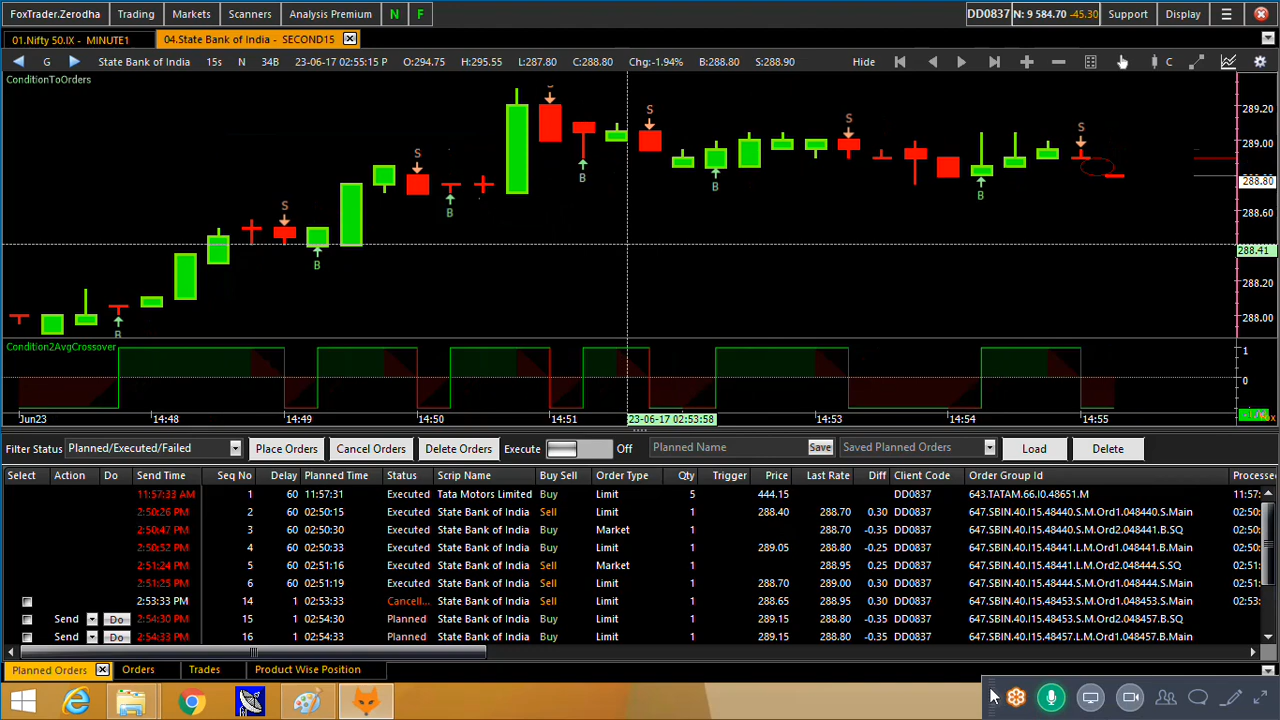 FoxTrader.Zerodha Trading Markets Scanners Analysis Premium N F DD0837 N: 9 584.70 -45.30 Support Display
01.Nifty 50.IX - MINUTE1 04.State Bank of India - SECOND15
G State Bank of India 15s N 34B 23-06-17 02:55:15 P O:294.75 H:295.55 L:287.80 C:288.80 Chg:-1.94% B:288.80 S:288.90 Hide C
ConditionToOrders
S S S S S S
B B B B B B
289.20
289.00
288.80
288.60
288.41
288.20
288.00
Condition2AvgCrossover
1
0
Jun23 14:48 14:49 14:50 14:51 23-06-17 02:53:58 14:53 14:54 14:55
Filter Status Planned/Executed/Failed Place Orders Cancel Orders Delete Orders Execute Off Planned Name Save Saved Planned Orders Load Delete
Select Action Do Send Time Seq No Delay Planned Time Status Scrip Name Buy Sell Order Type Qty Trigger Price Last Rate Diff Client Code Order Group Id Processed
11:57:33 AM 1 60 11:57:31 Executed Tata Motors Limited Buy Limit 5 444.15 DD0837 643.TATAM.66.I0.48651.M 11:57:
2:50:26 PM 2 60 02:50:15 Executed State Bank of India Sell Limit 1 288.40 288.70 0.30 DD0837 647.SBIN.40.I15.48440.S.M.Ord1.048440.S.Main 02:50:
2:50:47 PM 3 60 02:50:30 Executed State Bank of India Buy Market 1 288.80 -0.35 DD0837 647.SBIN.40.I15.48440.S.M.Ord2.048441.B.SQ 02:50:
2:50:52 PM 4 60 02:50:33 Executed State Bank of India Buy Limit 1 289.05 288.80 -0.25 DD0837 647.SBIN.40.I15.48441.L.M.Ord1.048441.B.Main 02:50:
2:51:24 PM 5 60 02:51:16 Executed State Bank of India Sell Market 1 288.95 0.25 DD0837 647.SBIN.40.I15.48441.L.M.Ord2.048444.S.SQ 02:51:
2:51:25 PM 6 60 02:51:19 Executed State Bank of India Sell Limit 1 288.70 289.00 0.30 DD0837 647.SBIN.40.I15.48444.S.M.Ord1.048444.S.Main 02:51:
2:53:33 PM 14 1 02:53:33 Cancell... State Bank of India Sell Limit 1 288.65 288.95 0.30 DD0837 647.SBIN.40.I15.48453.S.M.Ord1.048453.S.Main 02:53:
Send Do 2:54:30 PM 15 1 02:54:30 Planned State Bank of India Buy Limit 1 289.15 288.80 -0.35 DD0837 647.SBIN.40.I15.48453.S.M.Ord2.048457.B.SQ
Send Do 2:54:33 PM 16 1 02:54:33 Planned State Bank of India Buy Limit 1 289.15 288.80 -0.35 DD0837 647.SBIN.40.I15.48457.L.M.Ord1.048457.B.Main
Planned Orders Orders Trades Product Wise Position